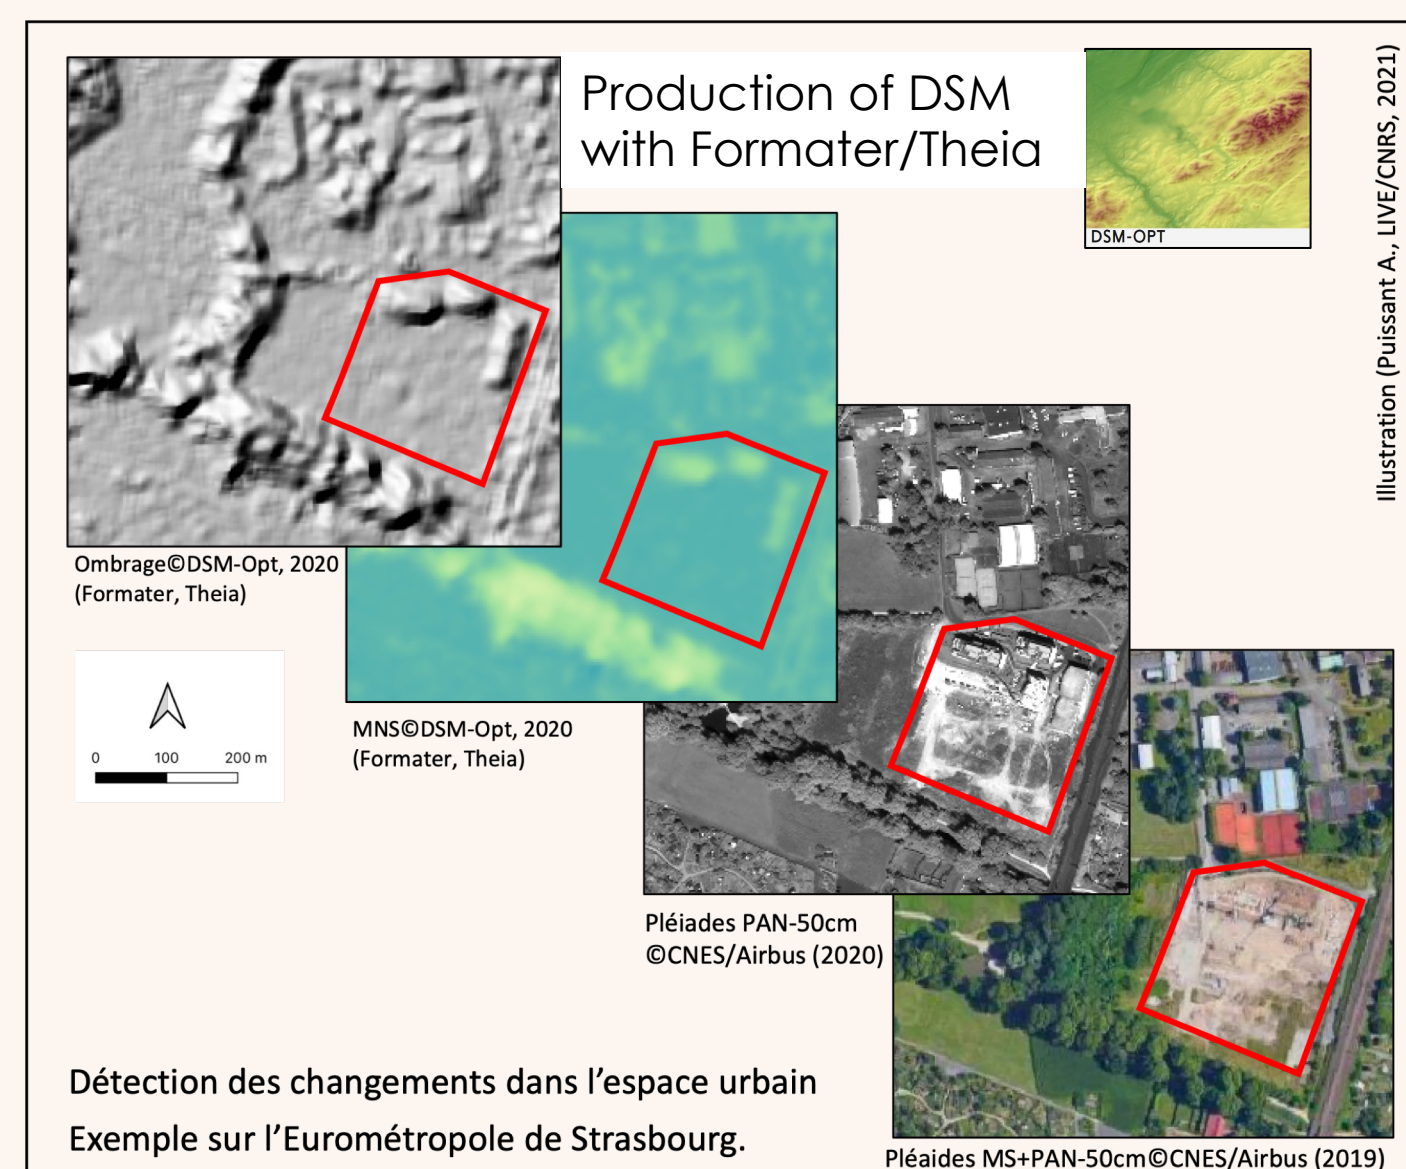 Production of DSM
with Formater/Theia
DSM-OPT
Illustration (Puissant A., LIVE/CNRS, 2021)
Ombrage©DSM-Opt, 2020
(Formater, Theia)
0 100 200 m
MNS©DSM-Opt, 2020
(Formater, Theia)
Pléiades PAN-50cm
©CNES/Airbus (2020)
Détection des changements dans l’espace urbain
Exemple sur l’Eurométropole de Strasbourg.
Pléaides MS+PAN-50cm©CNES/Airbus (2019)